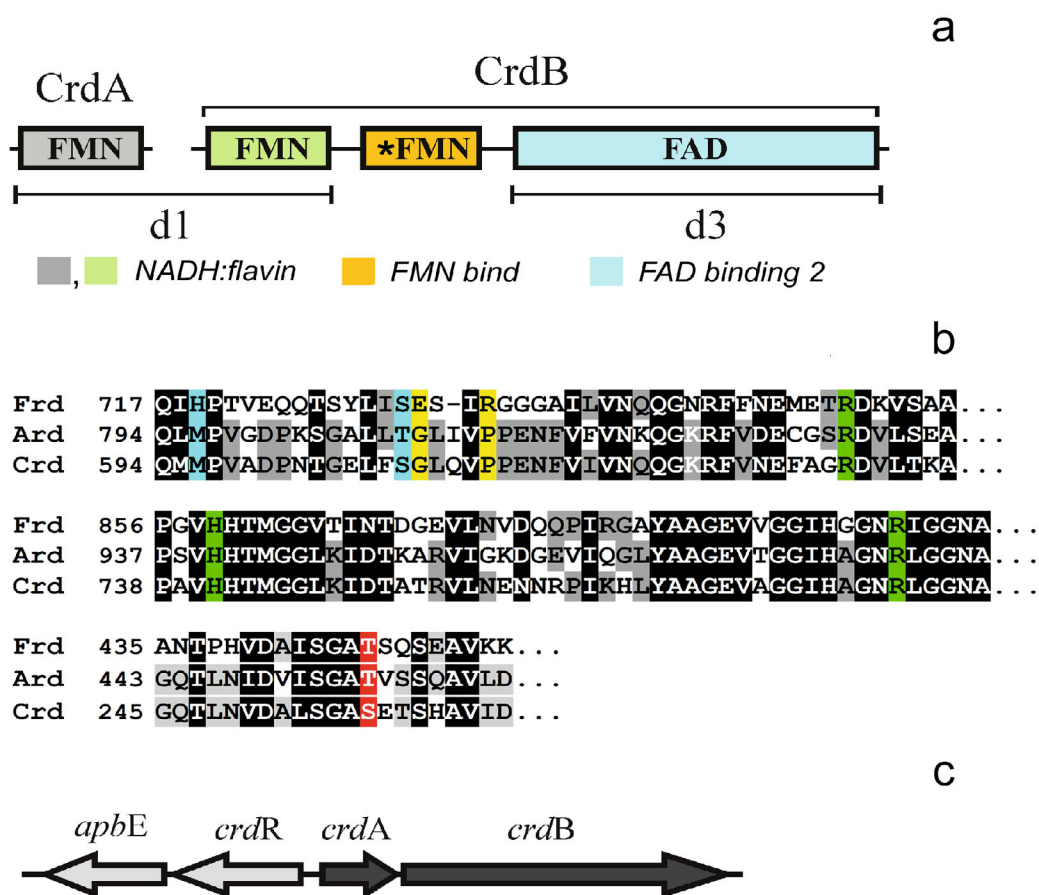 a
CrdA
CrdB
FMN
FMN
*FMN
FAD
d1
d3
, NADH:flavin
FMN bind
FAD binding 2
b
Frd 717 QIHPTVEQQTSYLISES-IRGGGAILVNQQGNRFFNEMETRDKVSAA...
Ard 794 QLMPVGDPKSGALLTGLIVPPENFVFVNKQGKRFVDECGSRDVLSEA...
Crd 594 QMMPVADPNTGELFSGLQVPPENFVIVNQQGKRFVNEFAGRDVLTKA...
Frd 856 PGVHHTMGGVTINTDGEVLNVDQQPIRGAYAAGEVVGGIHGGNRIGGNA...
Ard 937 PSVHHTMGGLKIDTKARVIGKDGEVIQGLYAAGEVTGGIHAGNRLGGNA...
Crd 738 PAVHHTMGGLKIDTATRVLNENNRPIKHLYAAGEVAGGIHAGNRLGGNA...
Frd 435 ANTPHVDAISGATSQSEAVKK...
Ard 443 GQTLNIDVISGATVSSQAVLD...
Crd 245 GQTLNVDALSGASETSHAVID...
c
apbE
crdR
crdA
crdB